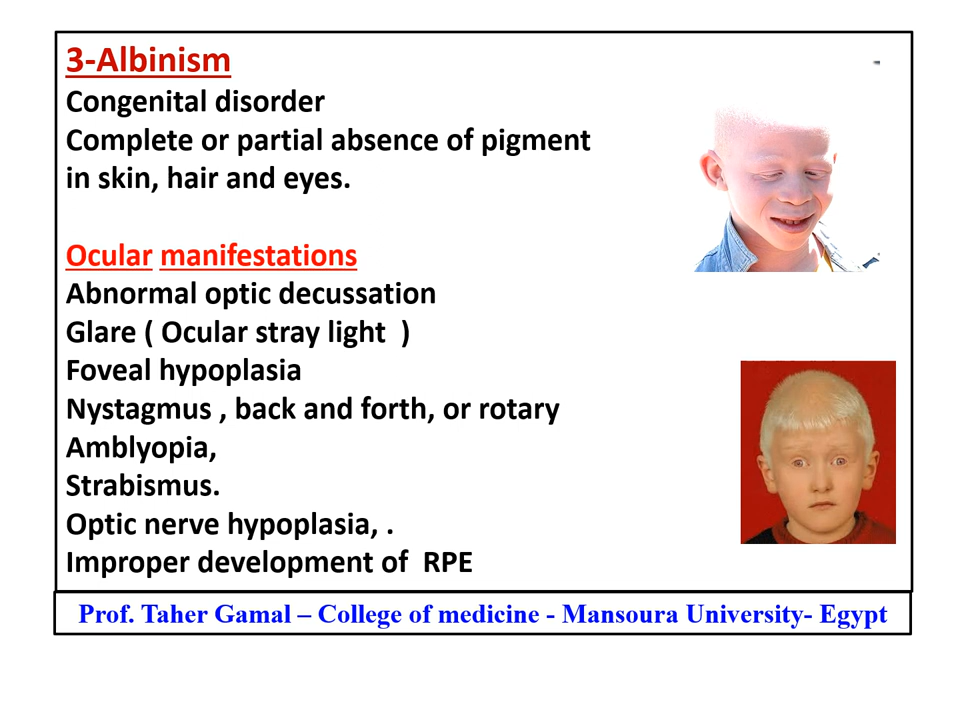 3-Albinism
Congenital disorder
Complete or partial absence of pigment
in skin, hair and eyes.
Ocular manifestations
Abnormal optic decussation
Glare ( Ocular stray light  )
Foveal hypoplasia
Nystagmus , back and forth, or rotary
Amblyopia,
Strabismus.
Optic nerve hypoplasia, .
Improper development of  RPE
Prof. Taher Gamal – College of medicine - Mansoura University- Egypt